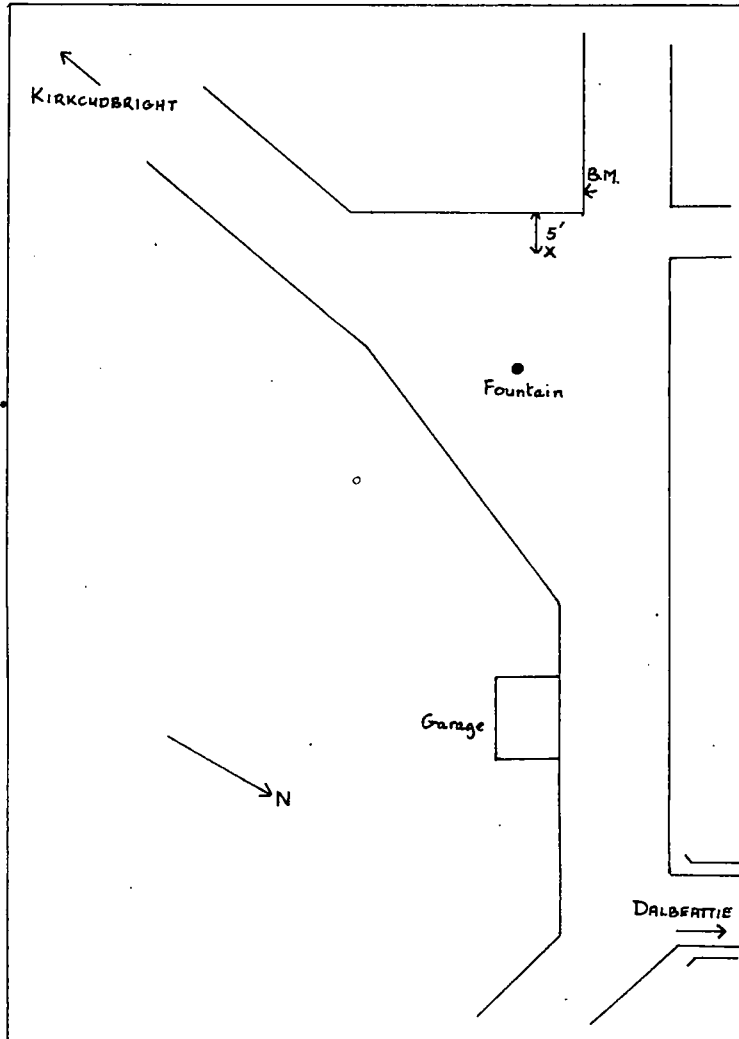 KIRKCUDBRIGHT
B.M.
5'
X
Fountain
Garage
N
DALBEATTIE